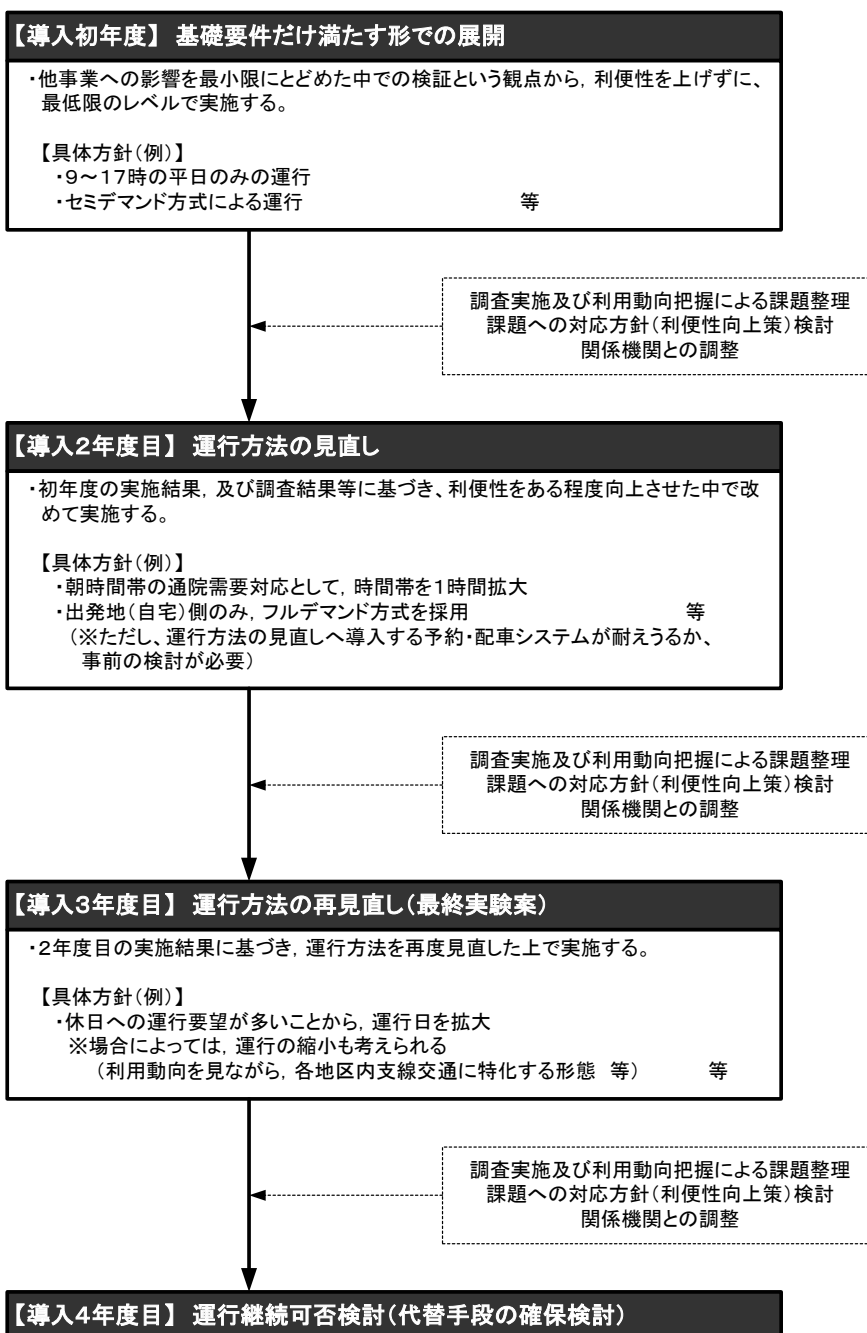 【導入初年度】 基礎要件だけ満たす形での展開
・他事業への影響を最小限にとどめた中での検証という観点から，利便性を上げずに、
最低限のレベルで実施する。
【具体方針（例）】
・９～１７時の平日のみの運行
・セミデマンド方式による運行 等
調査実施及び利用動向把握による課題整理
課題への対応方針（利便性向上策）検討
関係機関との調整
【導入２年度目】 運行方法の見直し
・初年度の実施結果，及び調査結果等に基づき、利便性をある程度向上させた中で改
めて実施する。
【具体方針（例）】
・朝時間帯の通院需要対応として，時間帯を１時間拡大
・出発地（自宅）側のみ，フルデマンド方式を採用 等
（※ただし、運行方法の見直しへ導入する予約・配車システムが耐えうるか、
事前の検討が必要）
調査実施及び利用動向把握による課題整理
課題への対応方針（利便性向上策）検討
関係機関との調整
【導入３年度目】 運行方法の再見直し（最終実験案）
・２年度目の実施結果に基づき，運行方法を再度見直した上で実施する。
【具体方針（例）】
・休日への運行要望が多いことから，運行日を拡大
※場合によっては，運行の縮小も考えられる
（利用動向を見ながら，各地区内支線交通に特化する形態 等） 等
調査実施及び利用動向把握による課題整理
課題への対応方針（利便性向上策）検討
関係機関との調整
【導入４年度目】 運行継続可否検討（代替手段の確保検討）